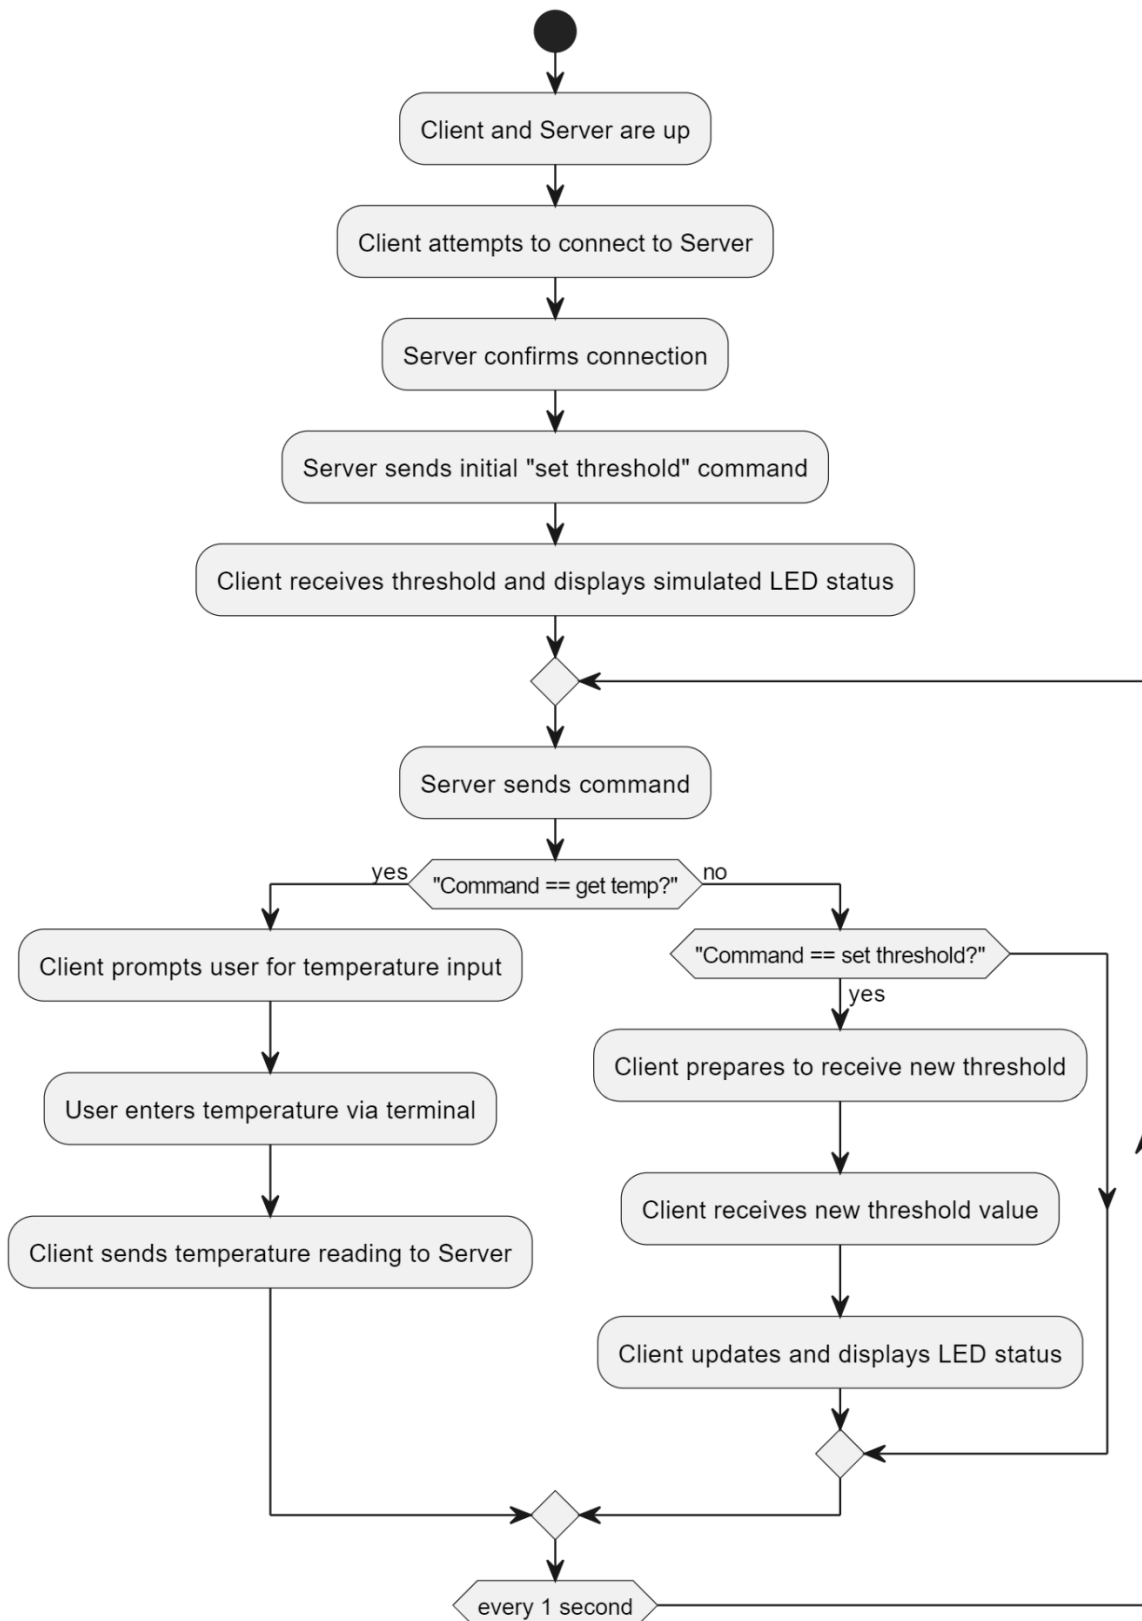 Client and Server are up
Client attempts to connect to Server
Server confirms connection
Server sends initial "set threshold" command
Client receives threshold and displays simulated LED status
Server sends command
yes
"Command == get temp?"
no
Client prompts user for temperature input
User enters temperature via terminal
Client sends temperature reading to Server
"Command == set threshold?"
yes
Client prepares to receive new threshold
Client receives new threshold value
Client updates and displays LED status
every 1 second